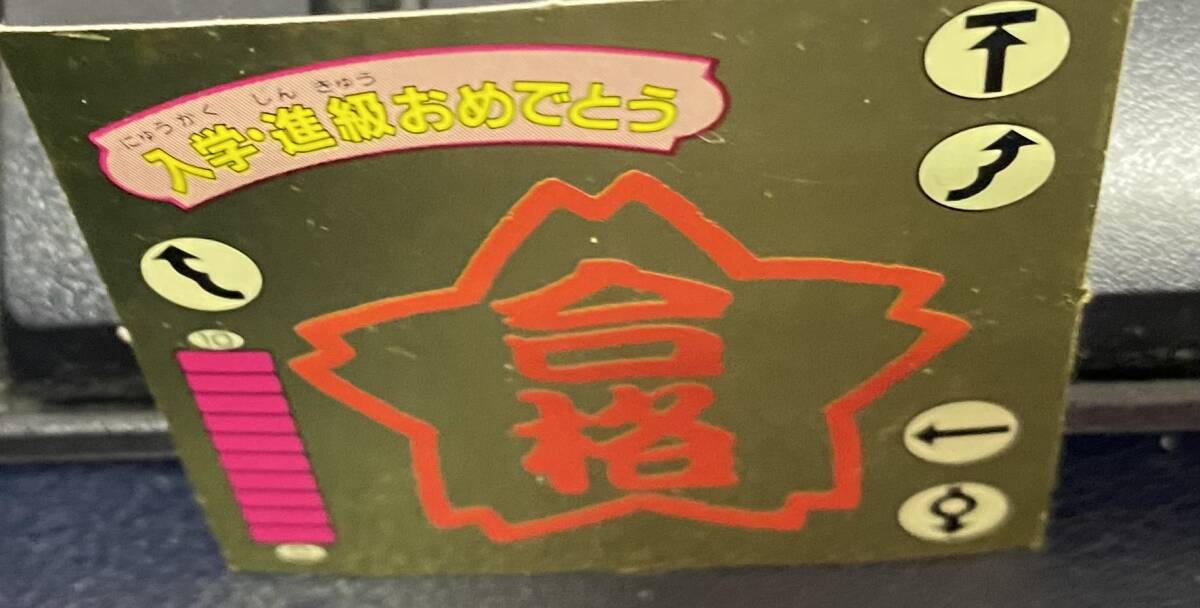 にゅうがく しん きゅう
入学・進級おめでとう
合格
10